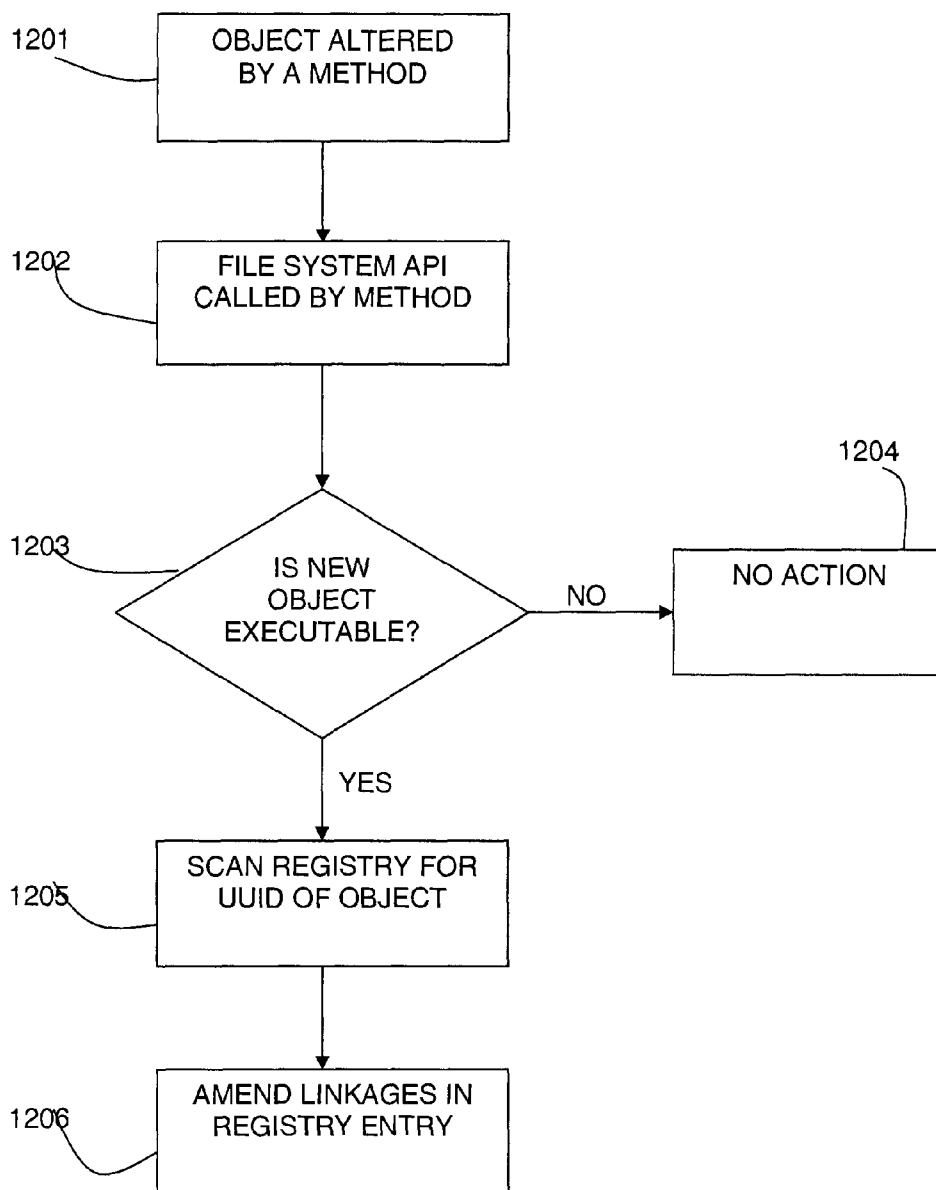 1201
OBJECT ALTERED
BY A METHOD
1202
FILE SYSTEM API
CALLED BY METHOD
1204
1203
IS NEW
OBJECT
EXECUTABLE?
NO
NO ACTION
YES
SCAN REGISTRY FOR
UUID OF OBJECT
1205
AMEND LINKAGES IN
REGISTRY ENTRY
1206